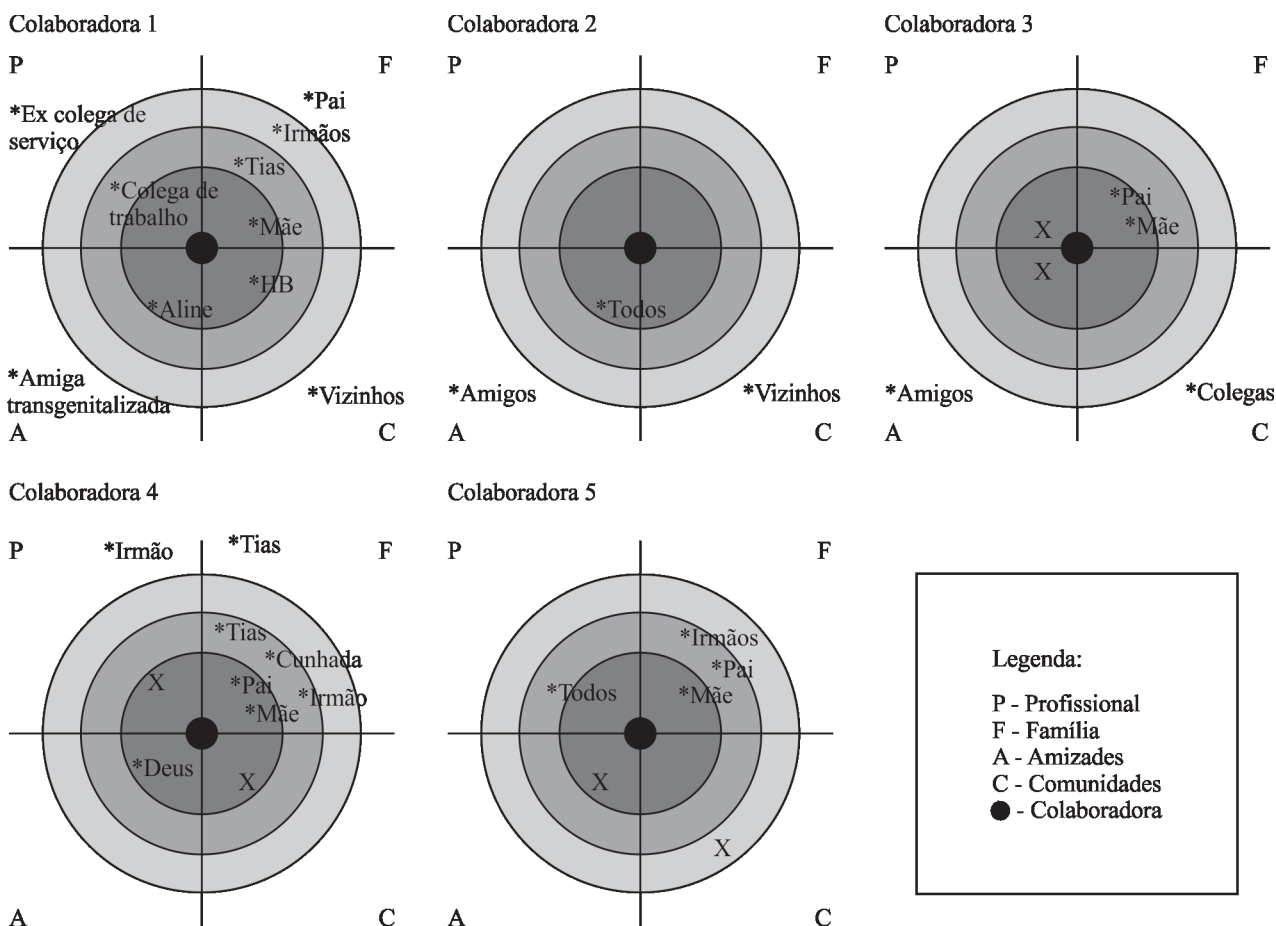 Colaboradora 1
P
F
*Ex colega de
serviço
*Pai
*Irmãos
*Tias
*Colega de
trabalho
*Mãe
*HB
*Aline
*Amiga
transgenitalizada
*Vizinhos
A
C
Colaboradora 2
P
F
*Todos
*Amigos
*Vizinhos
A
C
Colaboradora 3
P
F
*Pai
*Mãe
X
X
*Amigos
*Colegas
A
C
Colaboradora 4
P
*Irmão
*Tias
F
*Tias
*Cunhada
X
*Pai
*Irmão
*Mãe
*Deus
X
A
C
Colaboradora 5
P
F
*Irmãos
*Pai
*Todos
*Mãe
X
X
A
C
Legenda:
P - Profissional
F - Família
A - Amizades
C - Comunidades
- Colaboradora